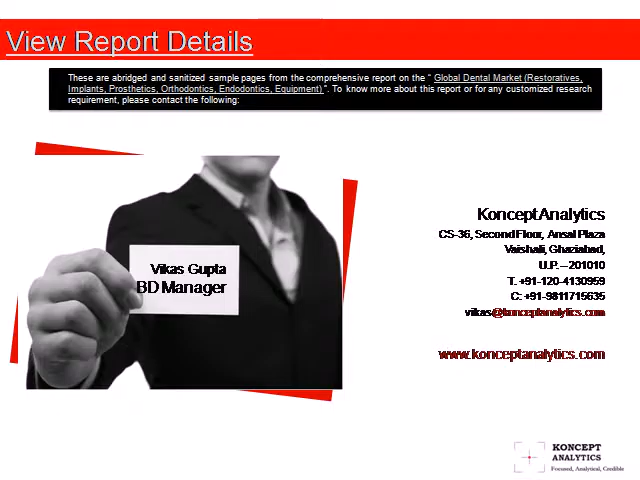 View Report Details
These are abridged and sanitized sample pages from the comprehensive report on the “ Global Dental Market (Restoratives,
Implants, Prosthetics, Orthodontics, Endodontics, Equipment) ”. To know more about this report or for any customized research
requirement, please contact the following:
Vikas Gupta
BD Manager
Koncept Analytics
CS-36, Second Floor, Ansal Plaza
Vaishali, Ghaziabad,
U.P. – 201010
T. +91-120-4130959
C: +91-9811715635
vikas@konceptanalytics.com
www.konceptanalytics.com
KONCEPT
ANALYTICS
Focused, Analytical, Credible